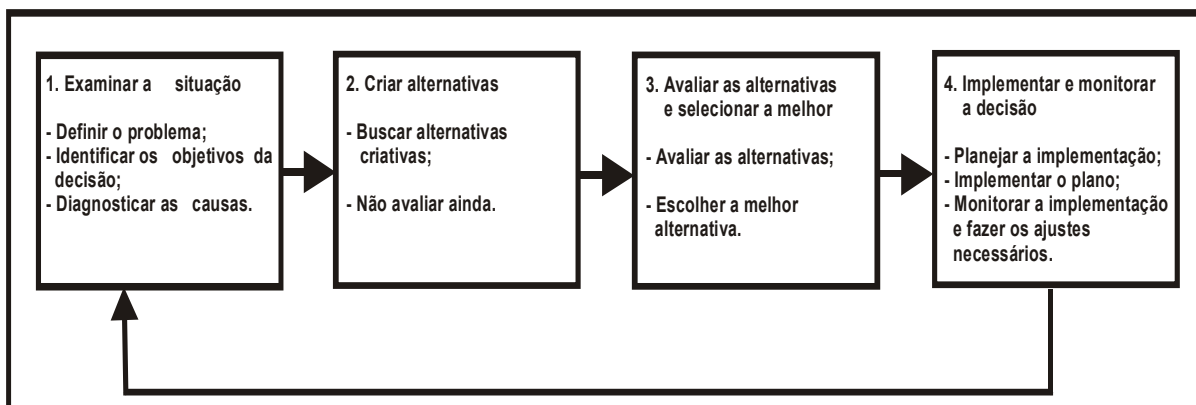 1. Examinar a situação
- Definir o problema;
- Identificar os objetivos da
decisão;
- Diagnosticar as causas.
2. Criar alternativas
- Buscar alternativas
criativas;
- Não avaliar ainda.
3. Avaliar as alternativas
e selecionar a melhor
- Avaliar as alternativas;
- Escolher a melhor
alternativa.
4. Implementar e monitorar
a decisão
- Planejar a implementação;
- Implementar o plano;
- Monitorar a implementação
e fazer os ajustes
necessários.